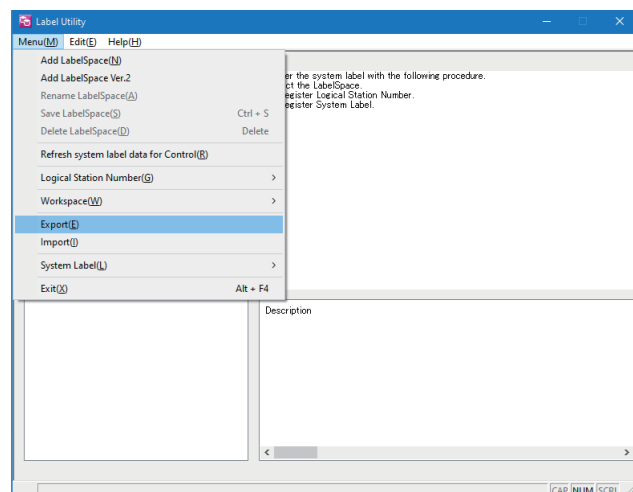 Label Utility
Menu(M) Edit(E) Help(H)
Add LabelSpace(N)
Add LabelSpace Ver.2
Rename LabelSpace(A)
Save LabelSpace(S) Ctrl + S
Delete LabelSpace(D) Delete
Refresh system label data for Control(R)
Logical Station Number(G) >
Workspace(W) >
Export(E)
Import(I)
System Label(L) >
Exit(X) Alt + F4
er the system label with the following procedure.
ct the LabelSpace.
egister Logical Station Number.
egister System Label.
Description
CAP NUM SCRL